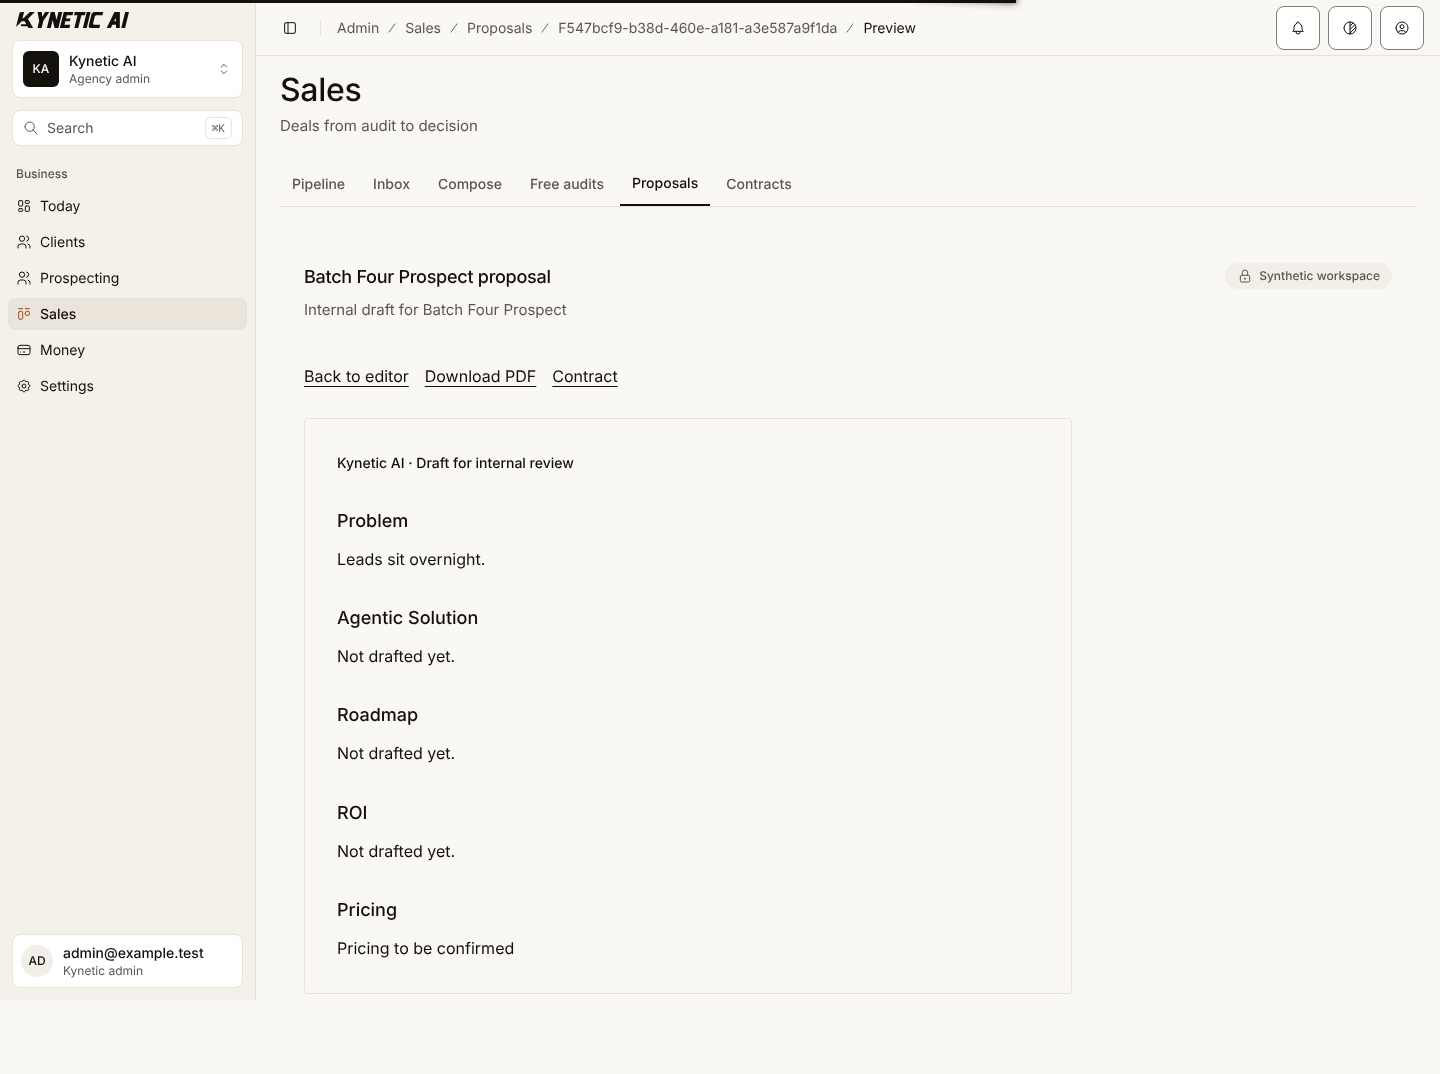 KYNETIC AI
KA
Kynetic AI
Agency admin
Search
⌘K
Business
Today
Clients
Prospecting
Sales
Money
Settings
AD
admin@example.test
Kynetic admin
Admin / Sales / Proposals / F547bcf9-b38d-460e-a181-a3e587a9f1da / Preview
Sales
Deals from audit to decision
Pipeline Inbox Compose Free audits Proposals Contracts
Batch Four Prospect proposal
Synthetic workspace
Internal draft for Batch Four Prospect
Back to editor Download PDF Contract
Kynetic AI · Draft for internal review
Problem
Leads sit overnight.
Agentic Solution
Not drafted yet.
Roadmap
Not drafted yet.
ROI
Not drafted yet.
Pricing
Pricing to be confirmed